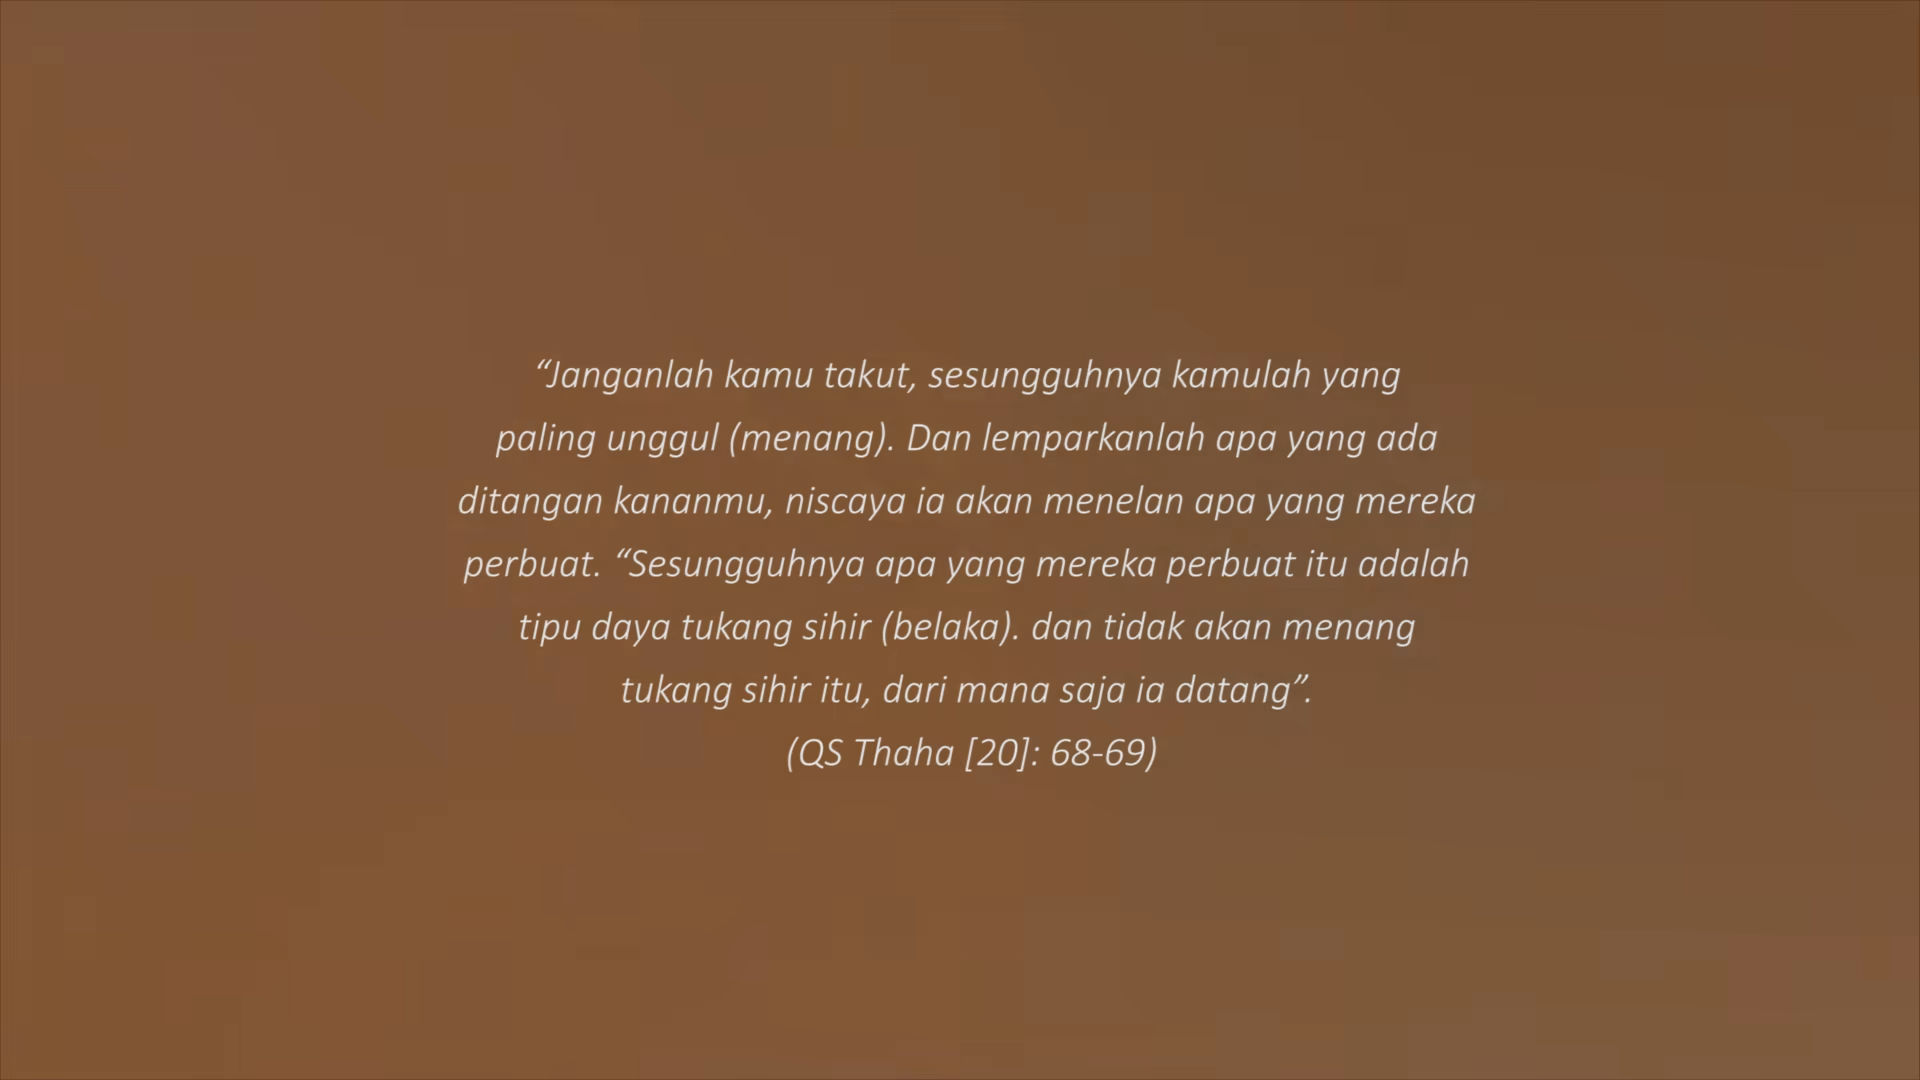 “Janganlah kamu takut, sesungguhnya kamulah yang
paling unggul (menang). Dan lemparkanlah apa yang ada
ditangan kananmu, niscaya ia akan menelan apa yang mereka
perbuat. “Sesungguhnya apa yang mereka perbuat itu adalah
tipu daya tukang sihir (belaka). dan tidak akan menang
tukang sihir itu, dari mana saja ia datang”.
(QS Thaha [20]: 68-69)